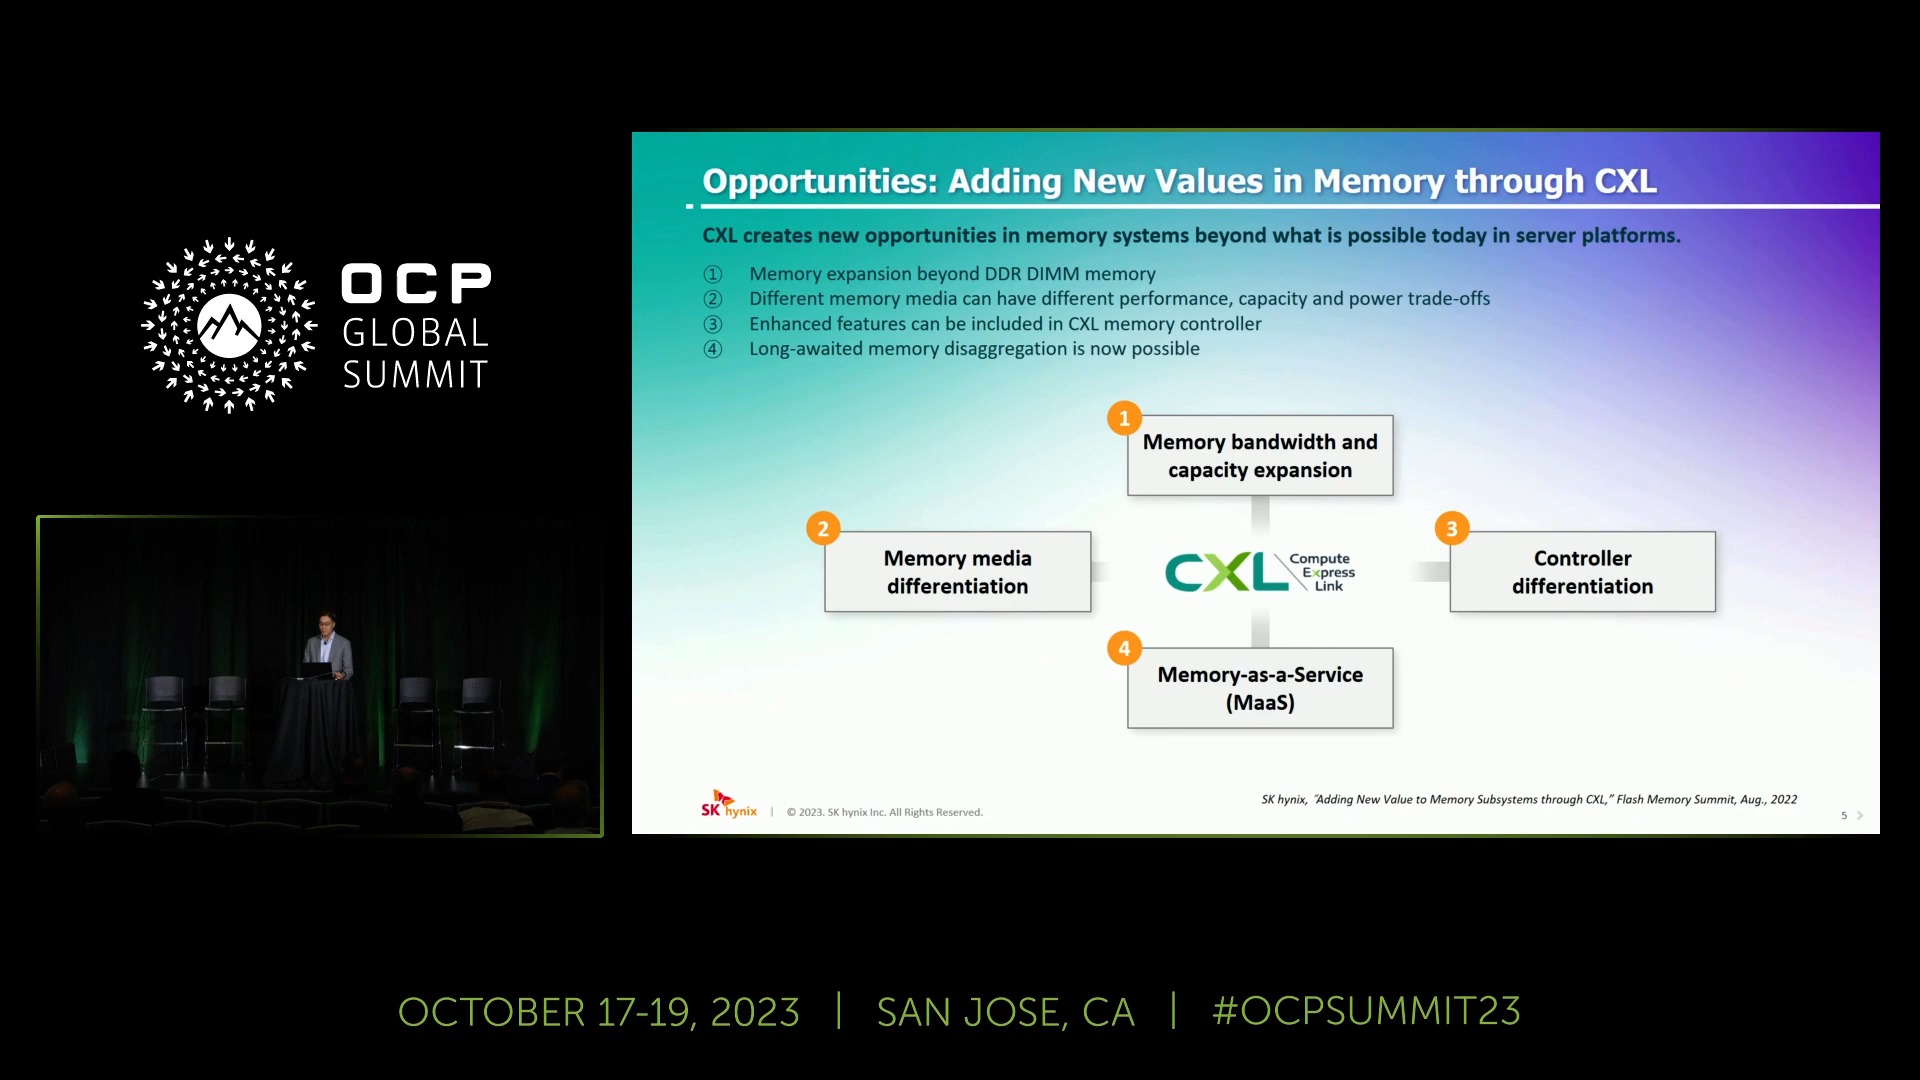 OCP
GLOBAL
SUMMIT
Opportunities: Adding New Values in Memory through CXL
CXL creates new opportunities in memory systems beyond what is possible today in server platforms.
① Memory expansion beyond DDR DIMM memory
② Different memory media can have different performance, capacity and power trade-offs
③ Enhanced features can be included in CXL memory controller
④ Long-awaited memory disaggregation is now possible
1
Memory bandwidth and
capacity expansion
2
Memory media
differentiation
CXL
Compute
Express
Link
3
Controller
differentiation
4
Memory-as-a-Service
(MaaS)
SK hynix, "Adding New Value to Memory Subsystems through CXL," Flash Memory Summit, Aug., 2022
SK hynix | © 2023. SK hynix Inc. All Rights Reserved.
5
OCTOBER 17-19, 2023 | SAN JOSE, CA | #OCPSUMMIT23